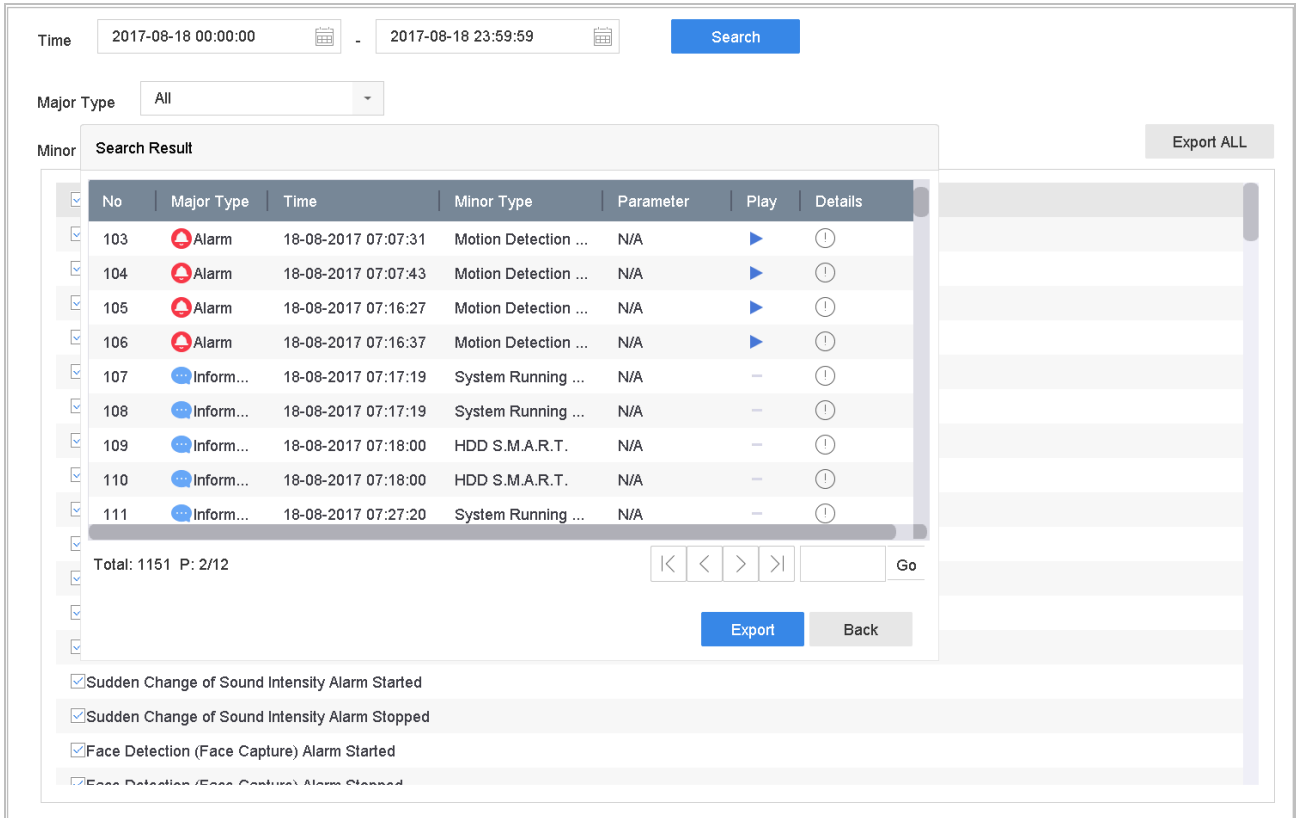 Time 2017-08-18 00:00:00 - 2017-08-18 23:59:59 Search
Major Type All
Minor
Export ALL
Search Result
No Major Type Time Minor Type Parameter Play Details
103 Alarm 18-08-2017 07:07:31 Motion Detection ... N/A
104 Alarm 18-08-2017 07:07:43 Motion Detection ... N/A
105 Alarm 18-08-2017 07:16:27 Motion Detection ... N/A
106 Alarm 18-08-2017 07:16:37 Motion Detection ... N/A
107 Inform... 18-08-2017 07:17:19 System Running ... N/A –
108 Inform... 18-08-2017 07:17:19 System Running ... N/A –
109 Inform... 18-08-2017 07:18:00 HDD S.M.A.R.T. N/A –
110 Inform... 18-08-2017 07:18:00 HDD S.M.A.R.T. N/A –
111 Inform... 18-08-2017 07:27:20 System Running ... N/A –
Total: 1151 P: 2/12 Go
Export Back
Sudden Change of Sound Intensity Alarm Started
Sudden Change of Sound Intensity Alarm Stopped
Face Detection (Face Capture) Alarm Started
Face Detection (Face Capture) Alarm Stopped